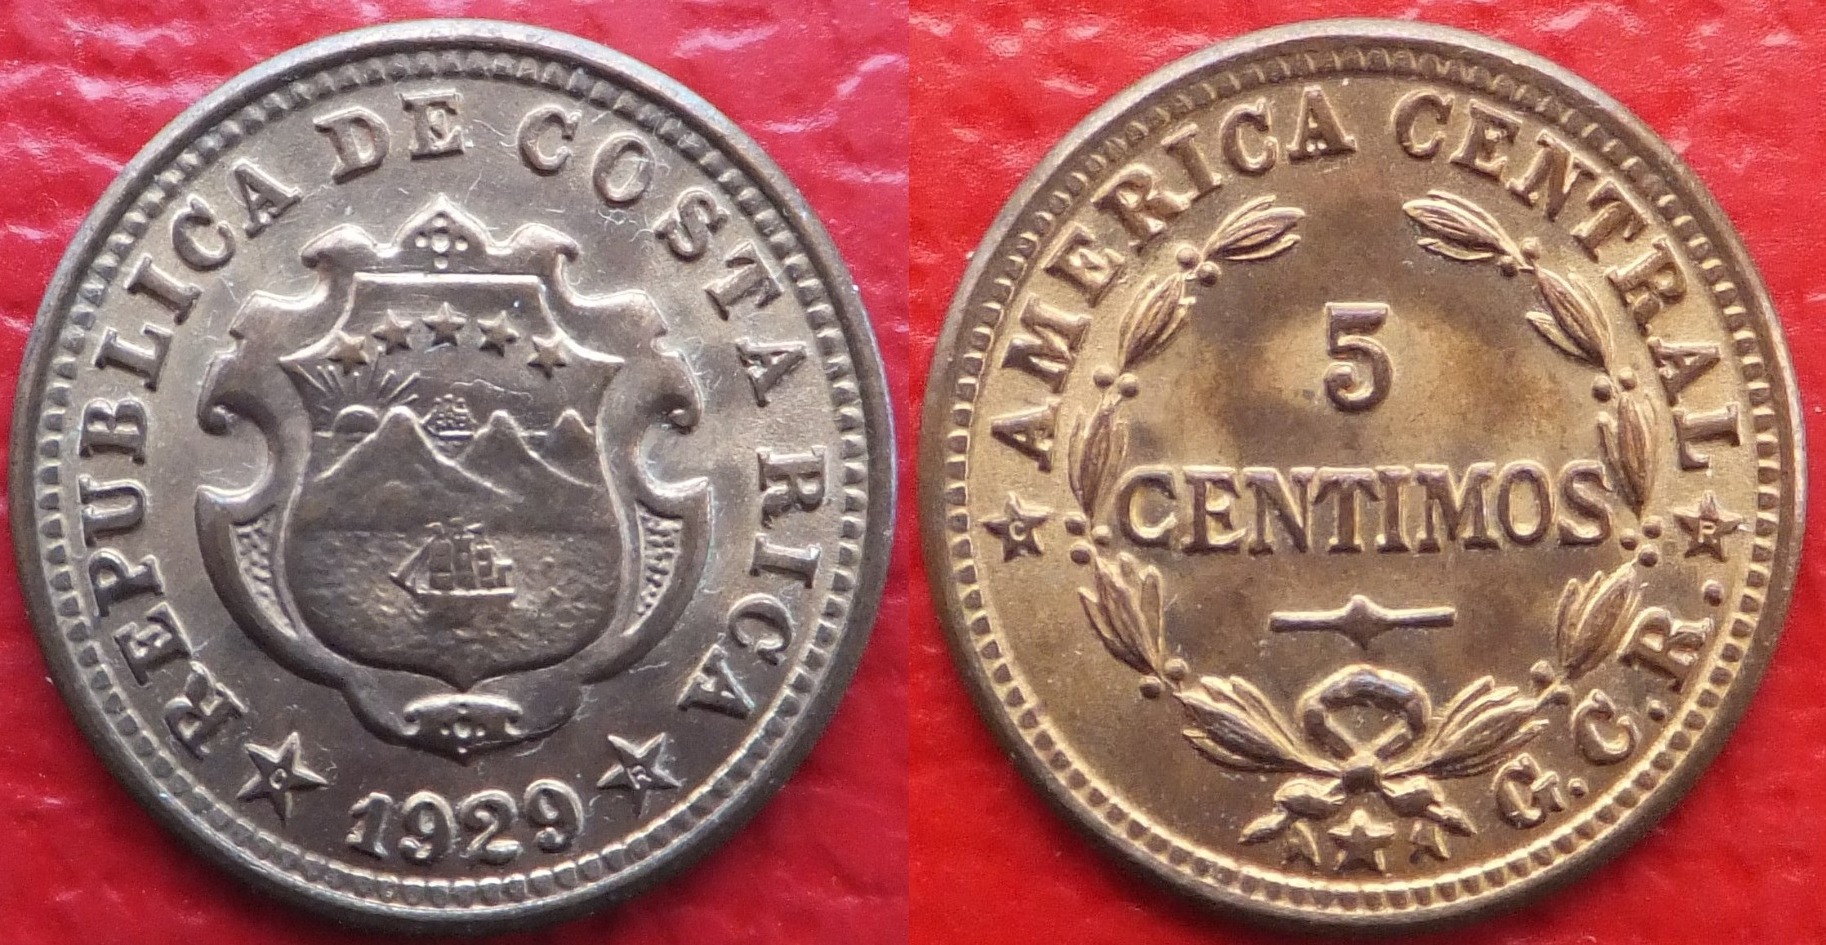 REPUBLICA DE COSTA RICA
C R
1929
AMERICA CENTRAL
5
CENTIMOS
C R
G.C.R.